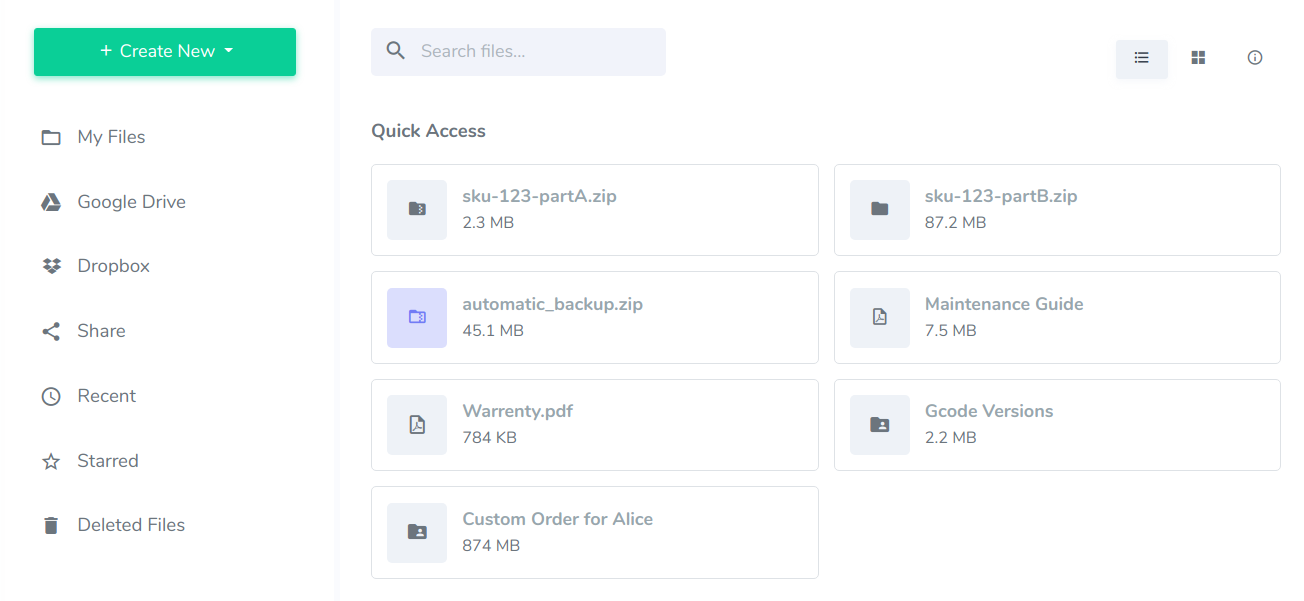 + Create New
Search files...
My Files
Google Drive
Dropbox
Share
Recent
Starred
Deleted Files
Quick Access
sku-123-partA.zip
2.3 MB
sku-123-partB.zip
87.2 MB
automatic_backup.zip
45.1 MB
Maintenance Guide
7.5 MB
Warrenty.pdf
784 KB
Gcode Versions
2.2 MB
Custom Order for Alice
874 MB